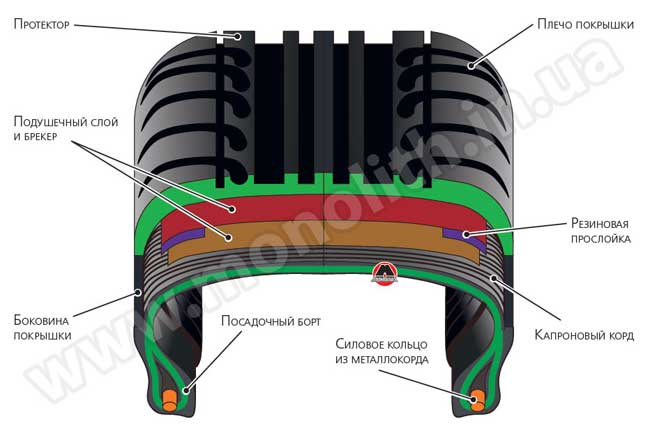 Протектор
Плечо покрышки
Подушечный слой
и брекер
Резиновая
прослойка
Боковина
покрышки
Посадочный борт
Силовое кольцо
из металлокорда
Капроновый корд
www.monolith.in.ua